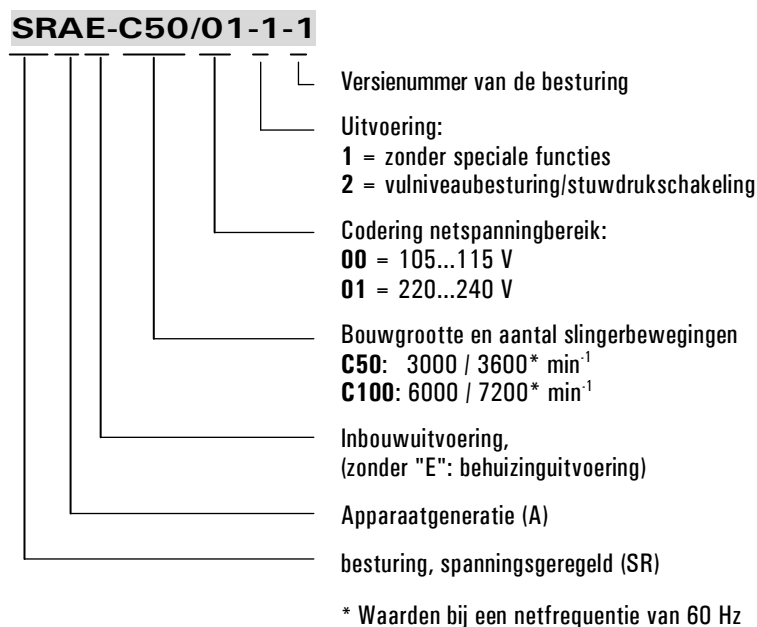 SRAE-C50/01-1-1
Versienummer van de besturing
Uitvoering:
1 = zonder speciale functies
2 = vulniveaubesturing/stuwdrukschakeling
Codering netspanningbereik:
00 = 105...115 V
01 = 220...240 V
Bouwgrootte en aantal slingerbewegingen
C50: 3000 / 3600* min⁻¹
C100: 6000 / 7200* min⁻¹
Inbouwuitvoering,
(zonder "E": behuizinguitvoering)
Apparaatgeneratie (A)
besturing, spanningsgeregeld (SR)
* Waarden bij een netfrequentie van 60 Hz